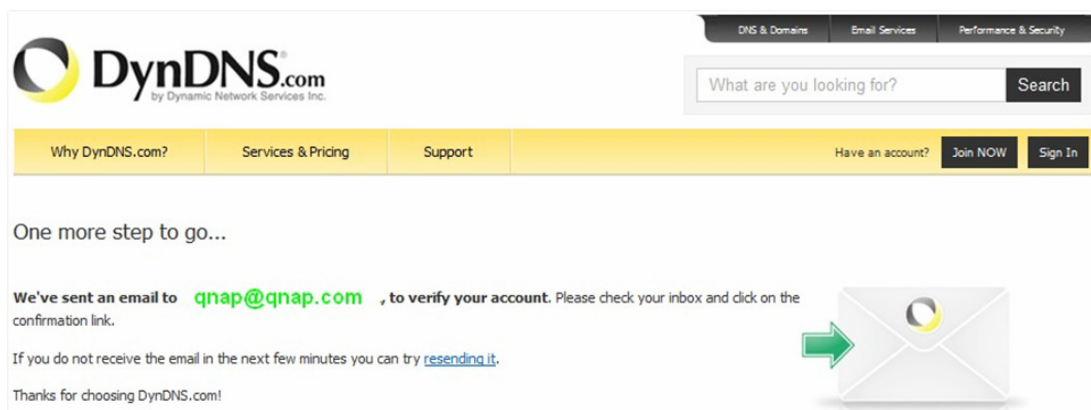 DNS & Domains Email Services Performance & Security
DynDNS.com
by Dynamic Network Services Inc.
What are you looking for? Search
Why DynDNS.com? Services & Pricing Support Have an account? Join NOW Sign In
One more step to go...
We've sent an email to qnap@qnap.com , to verify your account. Please check your inbox and click on the
confirmation link.
If you do not receive the email in the next few minutes you can try resending it.
Thanks for choosing DynDNS.com!